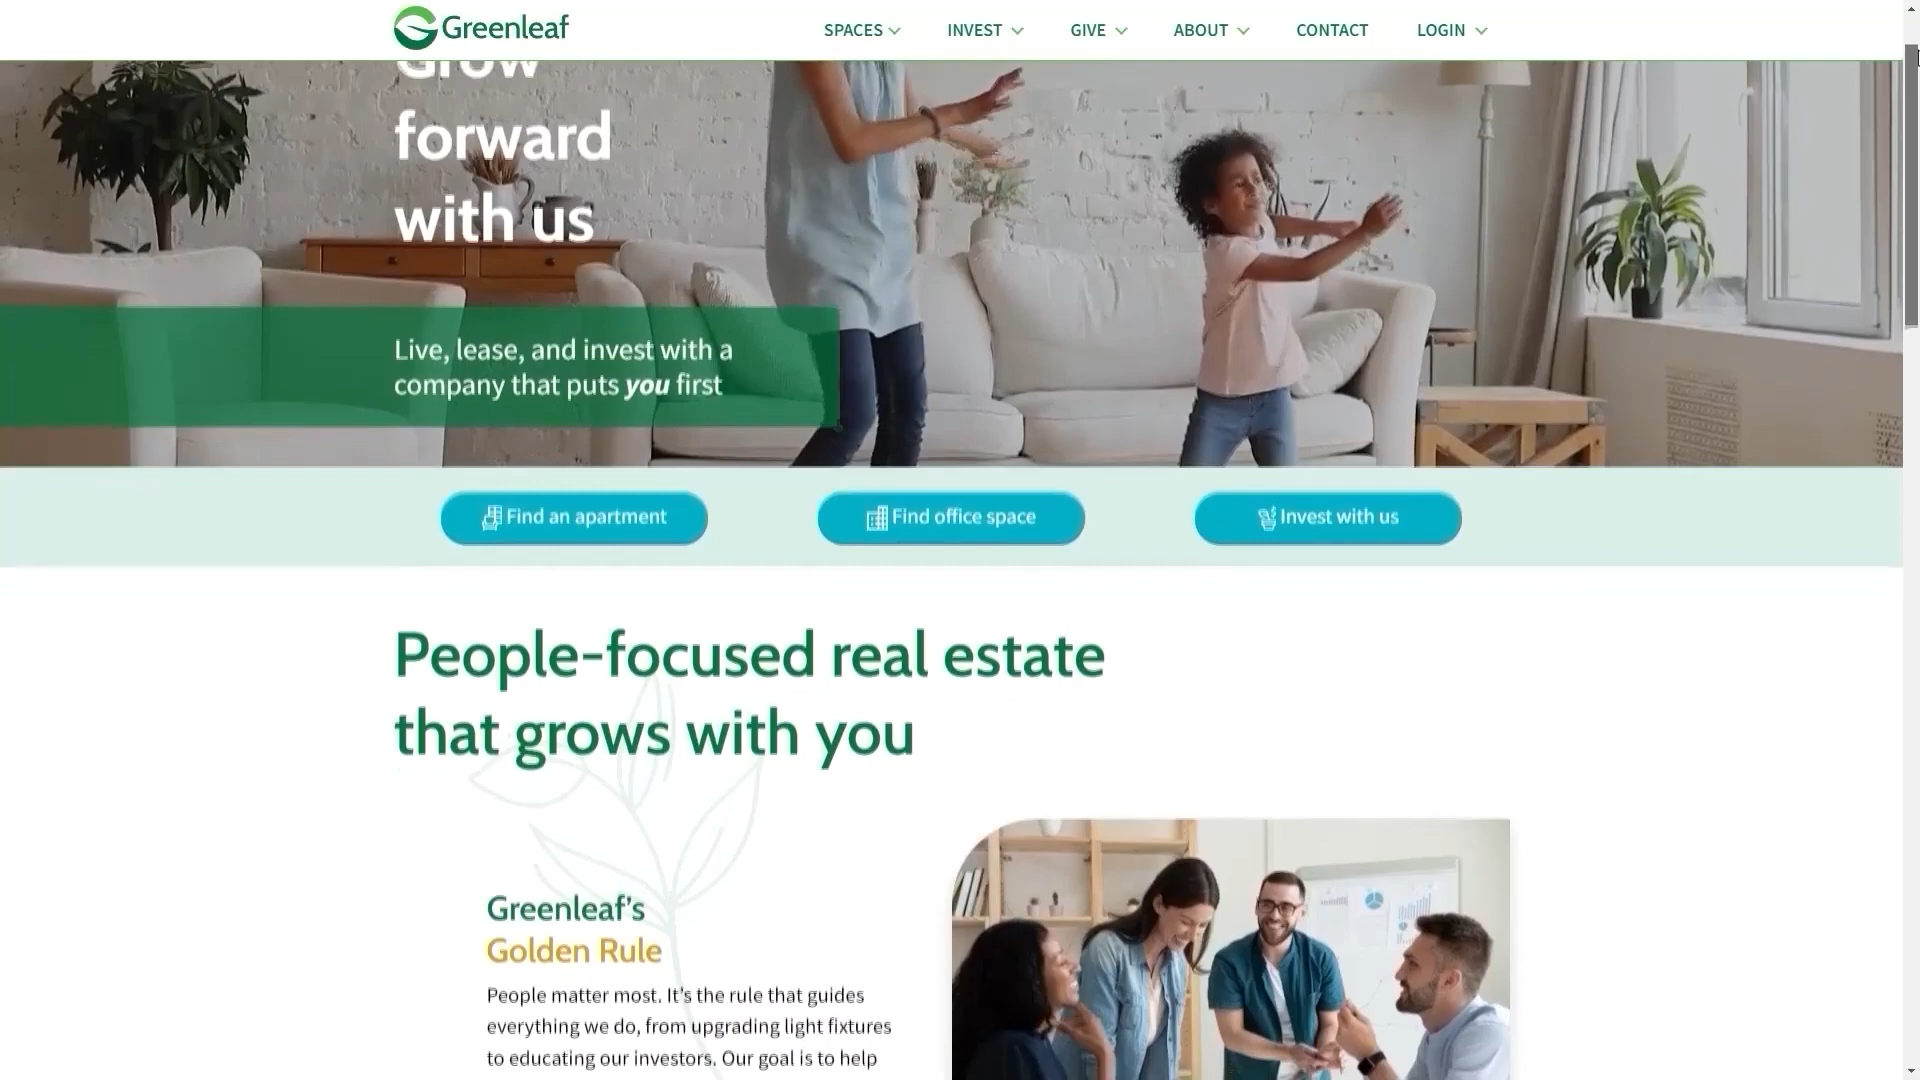 Greenleaf
SPACES
INVEST
GIVE
ABOUT
CONTACT
LOGIN
Grow
forward
with us
Live, lease, and invest with a
company that puts you first
Find an apartment
Find office space
Invest with us
People-focused real estate
that grows with you
Greenleaf's
Golden Rule
People matter most. It's the rule that guides
everything we do, from upgrading light fixtures
to educating our investors. Our goal is to help